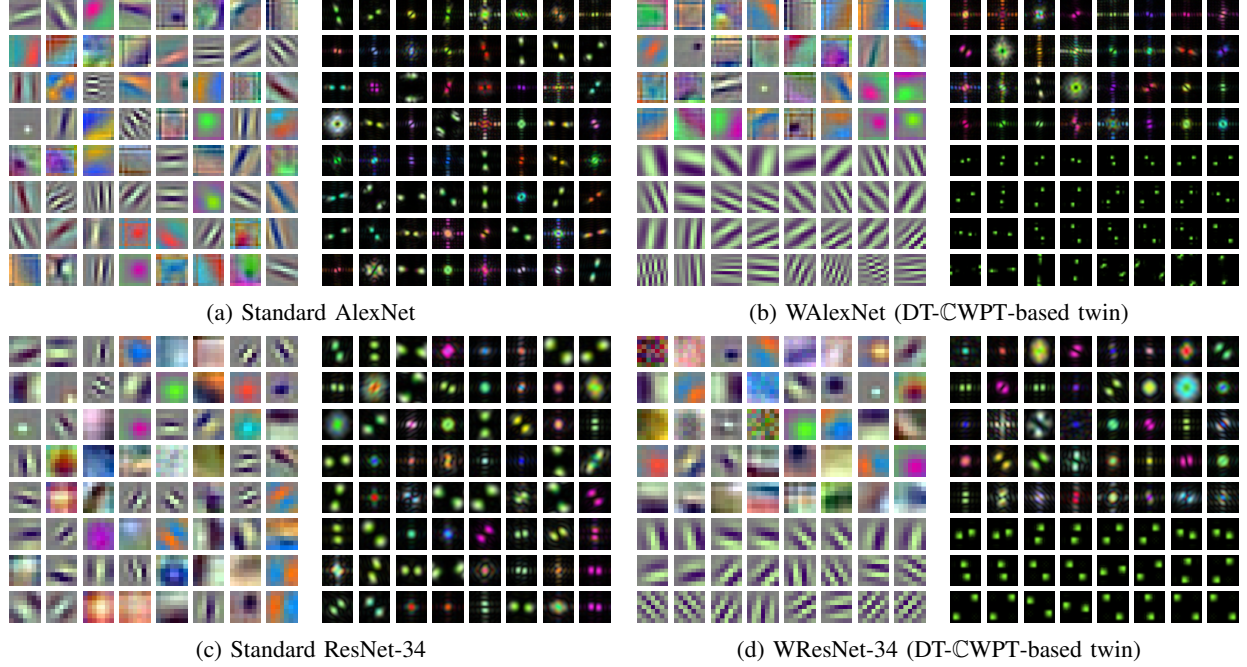 (a) Standard AlexNet
(b) WAlexNet (DT-ℂWPT-based twin)
(c) Standard ResNet-34
(d) WResNet-34 (DT-ℂWPT-based twin)